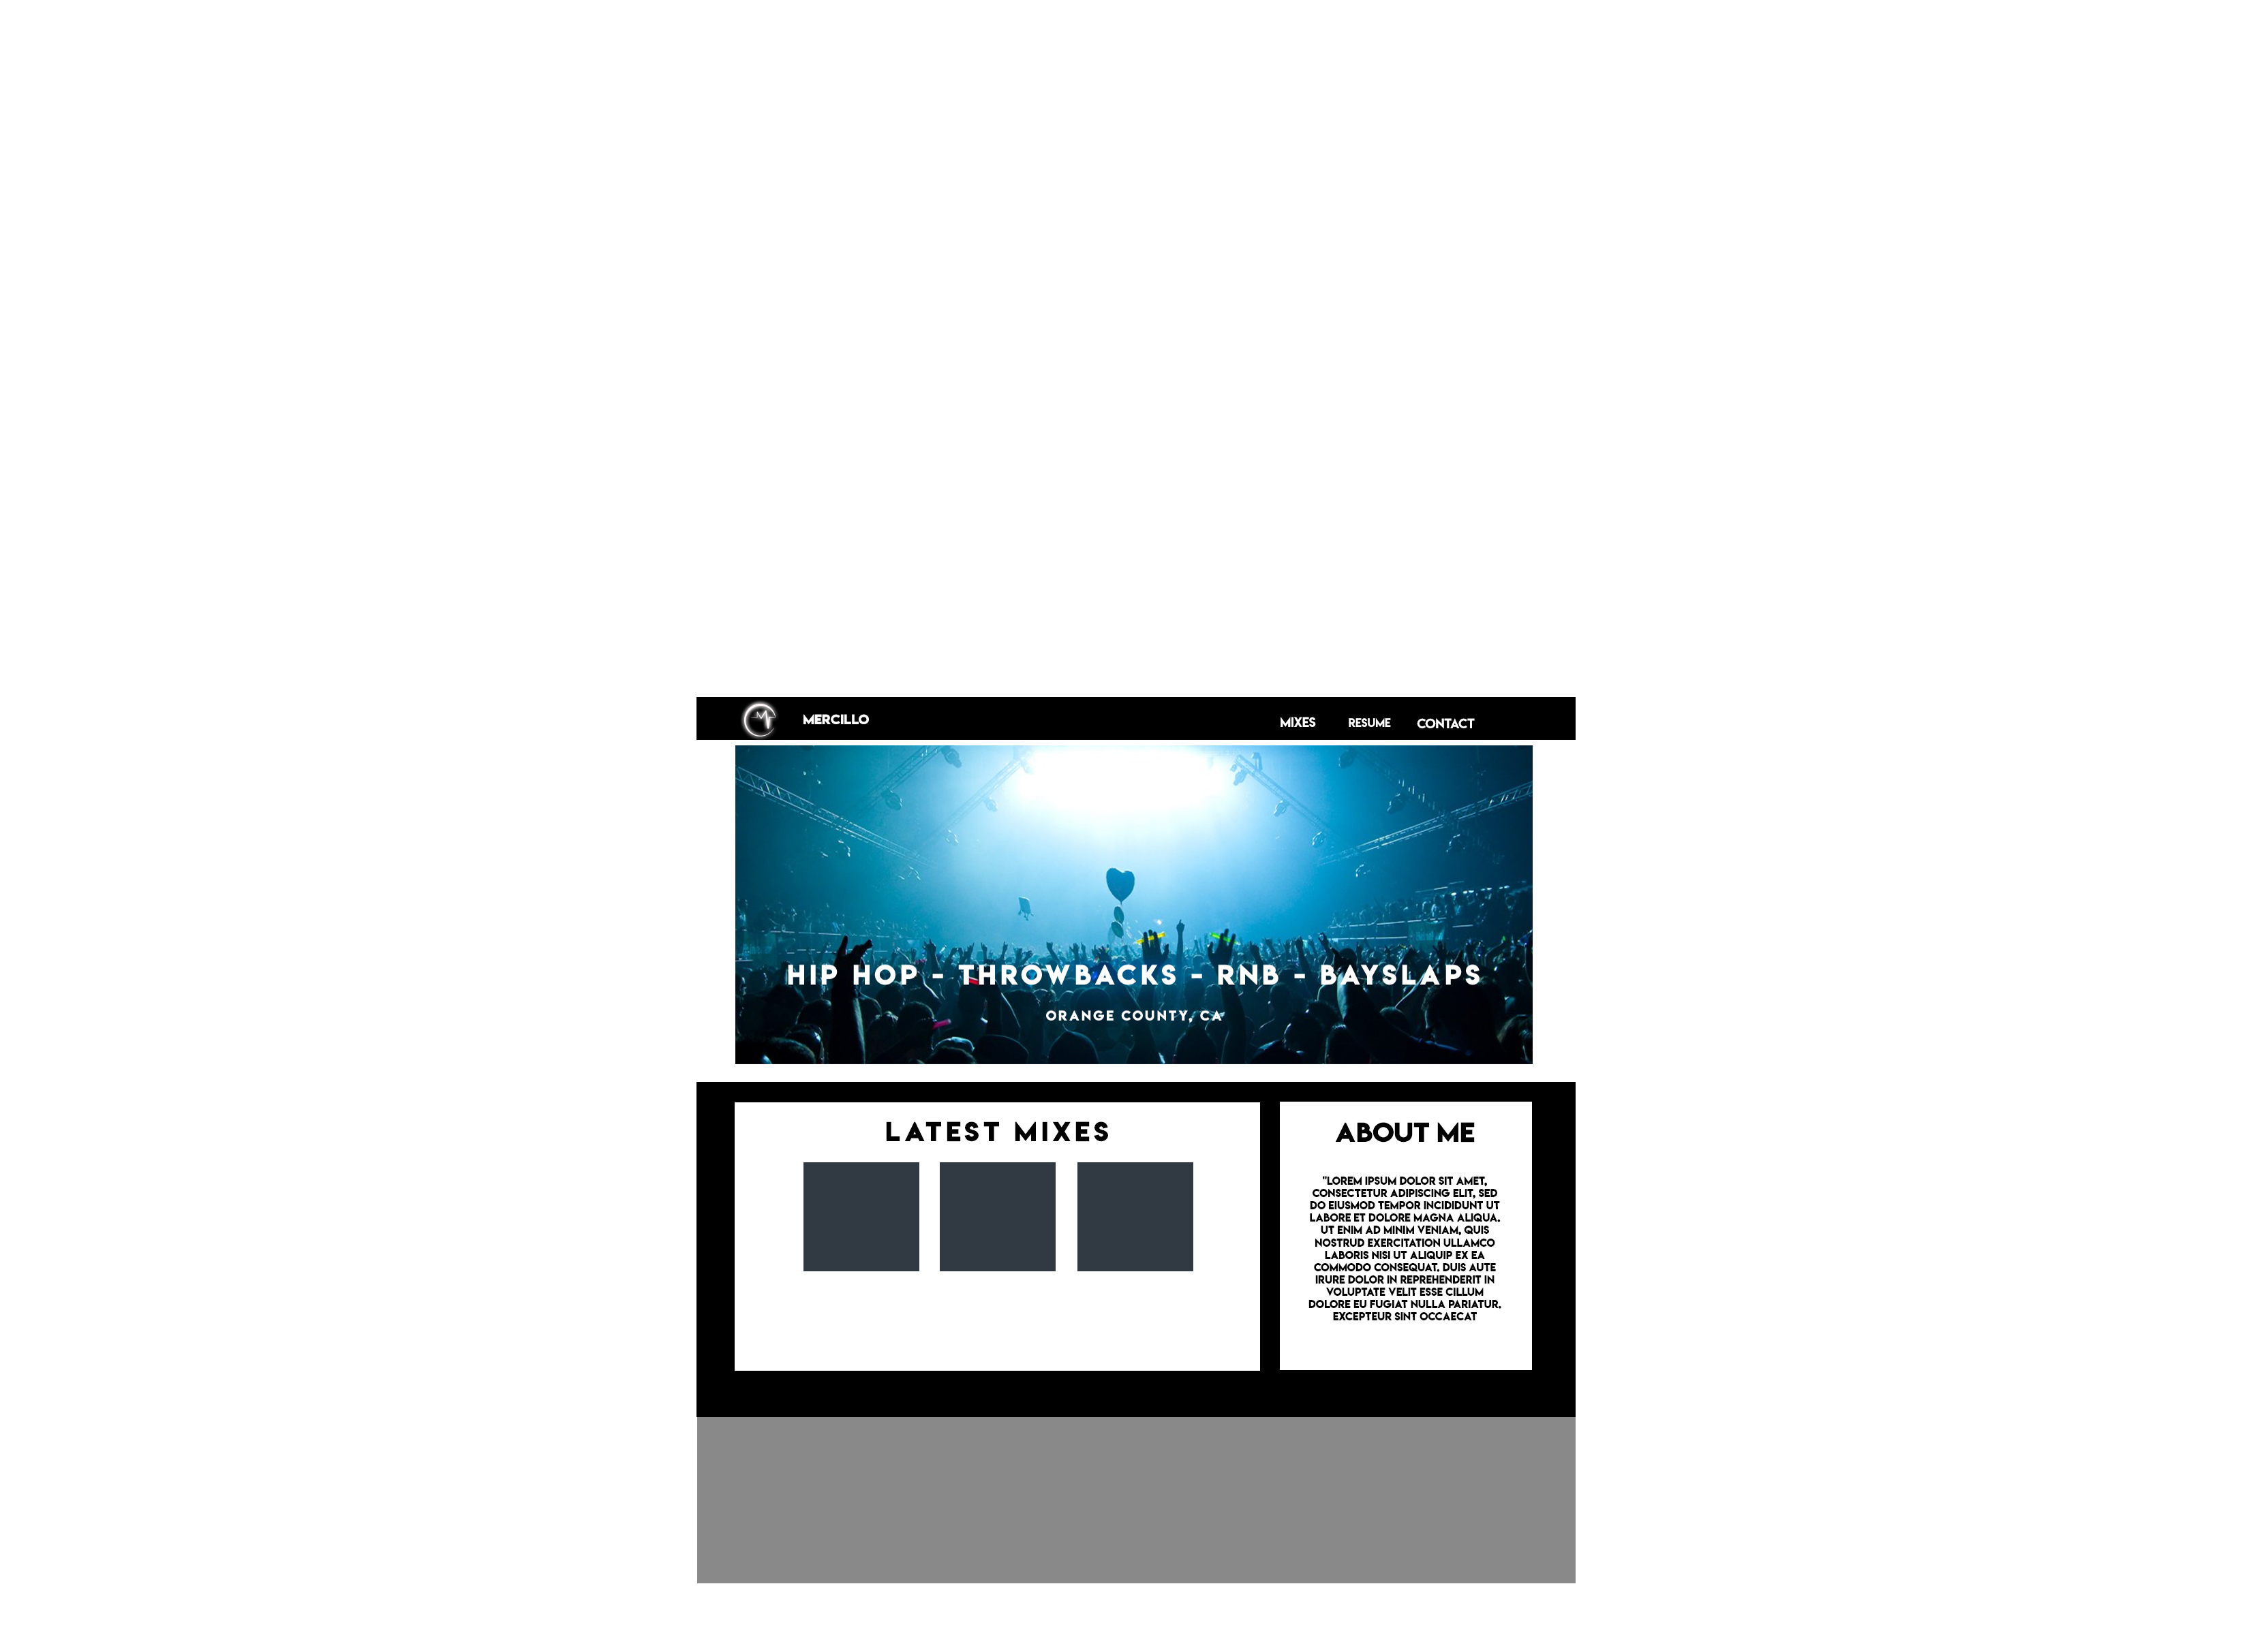 MERCILLO
MIXES RESUME CONTACT
HIP HOP - THROWBACKS - RNB - BAYSLAPS
ORANGE COUNTY, CA
LATEST MIXES
ABOUT ME
"LOREM IPSUM DOLOR SIT AMET,
CONSECTETUR ADIPISCING ELIT, SED
DO EIUSMOD TEMPOR INCIDIDUNT UT
LABORE ET DOLORE MAGNA ALIQUA.
UT ENIM AD MINIM VENIAM, QUIS
NOSTRUD EXERCITATION ULLAMCO
LABORIS NISI UT ALIQUIP EX EA
COMMODO CONSEQUAT. DUIS AUTE
IRURE DOLOR IN REPREHENDERIT IN
VOLUPTATE VELIT ESSE CILLUM
DOLORE EU FUGIAT NULLA PARIATUR.
EXCEPTEUR SINT OCCAECAT